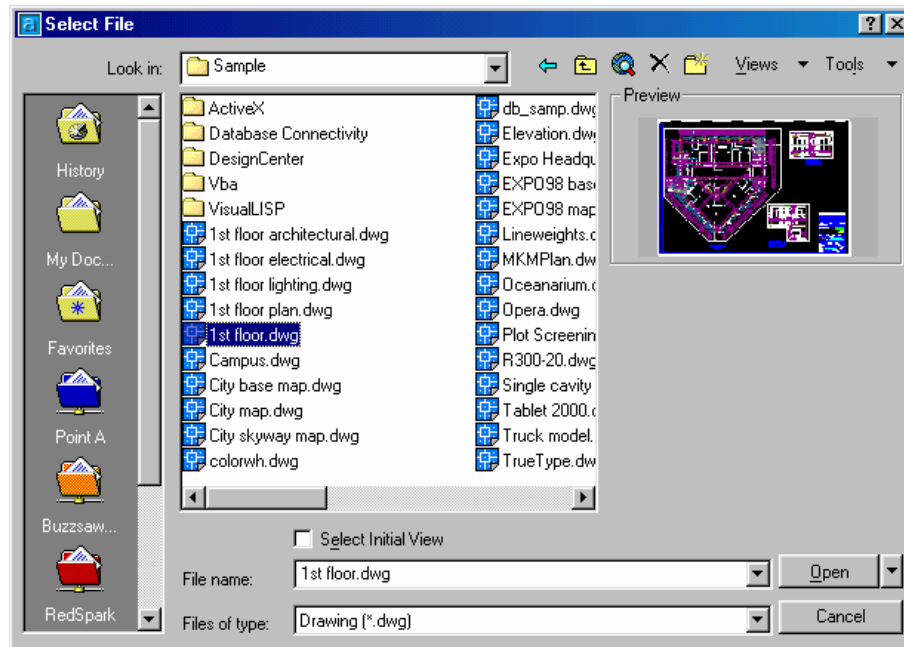 Select File
Look in:
Sample
Views
Tools
History
My Doc...
Favorites
Point A
Buzzsaw...
RedSpark
ActiveX
Database Connectivity
DesignCenter
Vba
VisualLISP
1st floor architectural.dwg
1st floor electrical.dwg
1st floor lighting.dwg
1st floor plan.dwg
1st floor.dwg
Campus.dwg
City base map.dwg
City map.dwg
City skyway map.dwg
colorwh.dwg
db_samp.dwg
Elevation.dw
Expo Headqu
EXPO98 bas
EXPO98 map
Lineweights.d
MKMPlan.dw
Oceanarium.d
Opera.dwg
Plot Screenin
R300-20.dwg
Single cavity
Tablet 2000.d
Truck model.
TrueType.dw
Preview
Select Initial View
File name:
1st floor.dwg
Open
Files of type:
Drawing (*.dwg)
Cancel